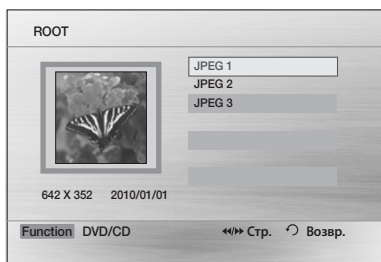 ROOT
JPEG 1
JPEG 2
JPEG 3
642 X 352 2010/01/01
Function DVD/CD ◄◄/►► Стр. ↶ Возвр.